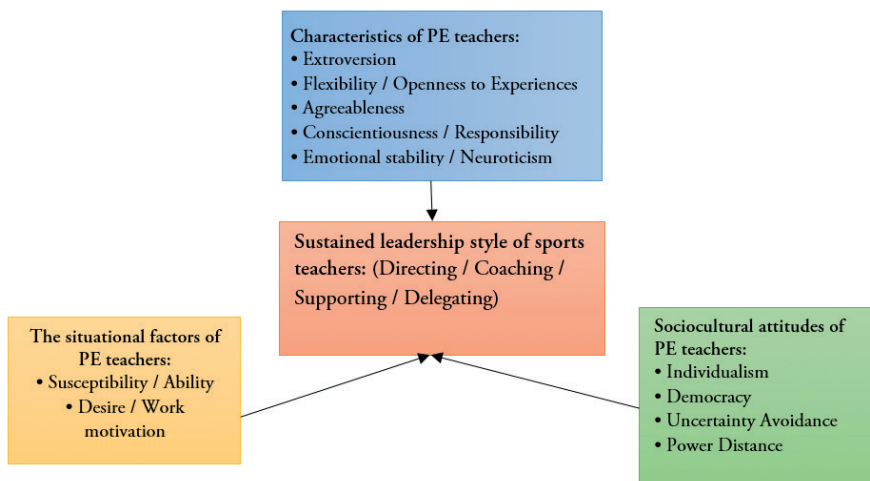 Characteristics of PE teachers:
• Extroversion
• Flexibility / Openness to Experiences
• Agreeableness
• Conscientiousness / Responsibility
• Emotional stability / Neuroticism
Sustained leadership style of sports
teachers: (Directing / Coaching /
Supporting / Delegating)
The situational factors of
PE teachers:
• Susceptibility / Ability
• Desire / Work
motivation
Sociocultural attitudes of
PE teachers:
• Individualism
• Democracy
• Uncertainty Avoidance
• Power Distance